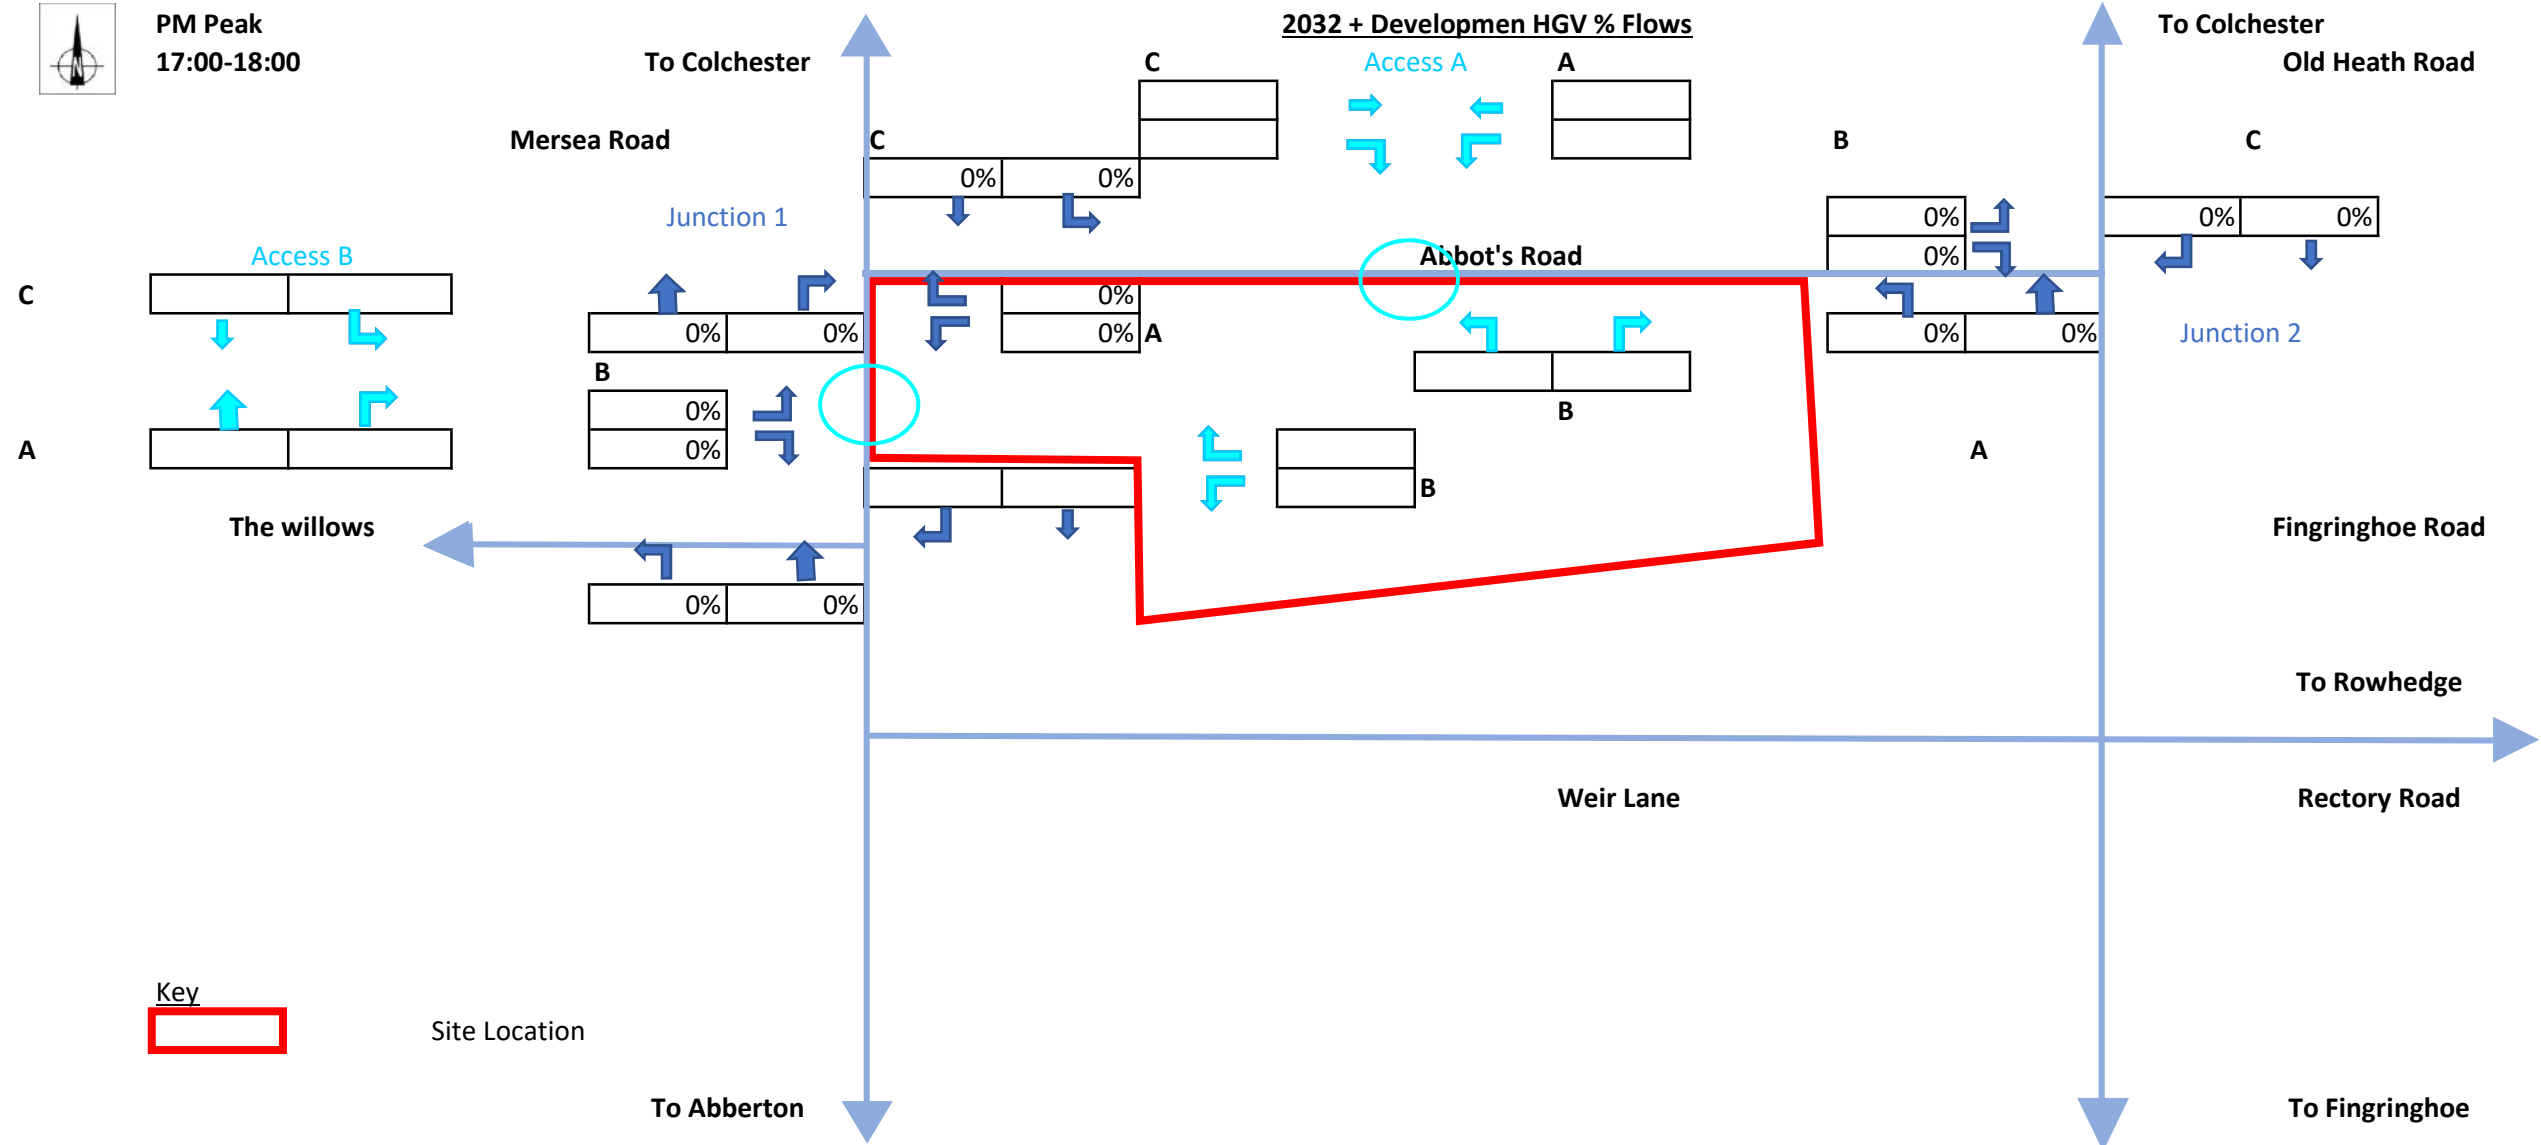 PM Peak
2032 + Developmen HGV % Flows
To Colchester
17:00-18:00
To Colchester
C
Access A
A
Old Heath Road
Mersea Road
C
B
C
0% 0%
Junction 1
0%
0% 0%
Access B
Abbot's Road
0%
C
0%
0% 0%
0% A
0% 0%
Junction 2
B
0%
B
A
0%
A
B
The willows
Fingringhoe Road
0% 0%
To Rowhedge
Weir Lane
Rectory Road
Key
Site Location
To Abberton
To Fingringhoe